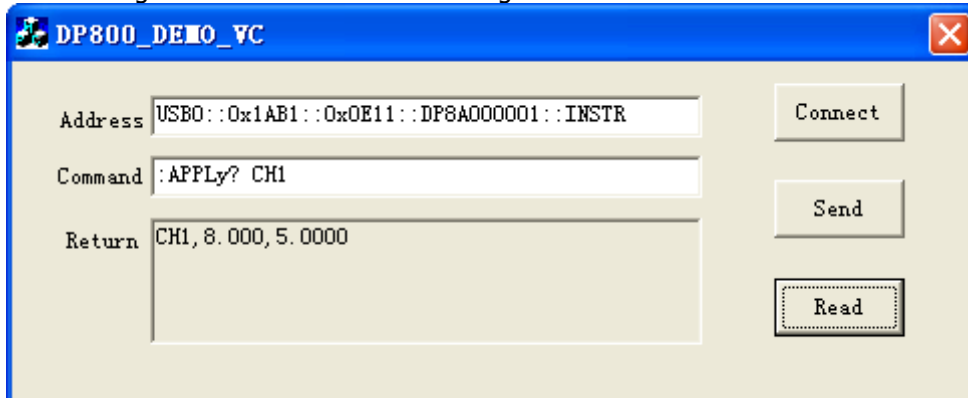 DP800_DEMO_VC
Address USB0::0x1AB1::0x0E11::DP8A000001::INSTR
Connect
Command :APPLy? CH1
Send
Return CH1,8.000,5.0000
Read